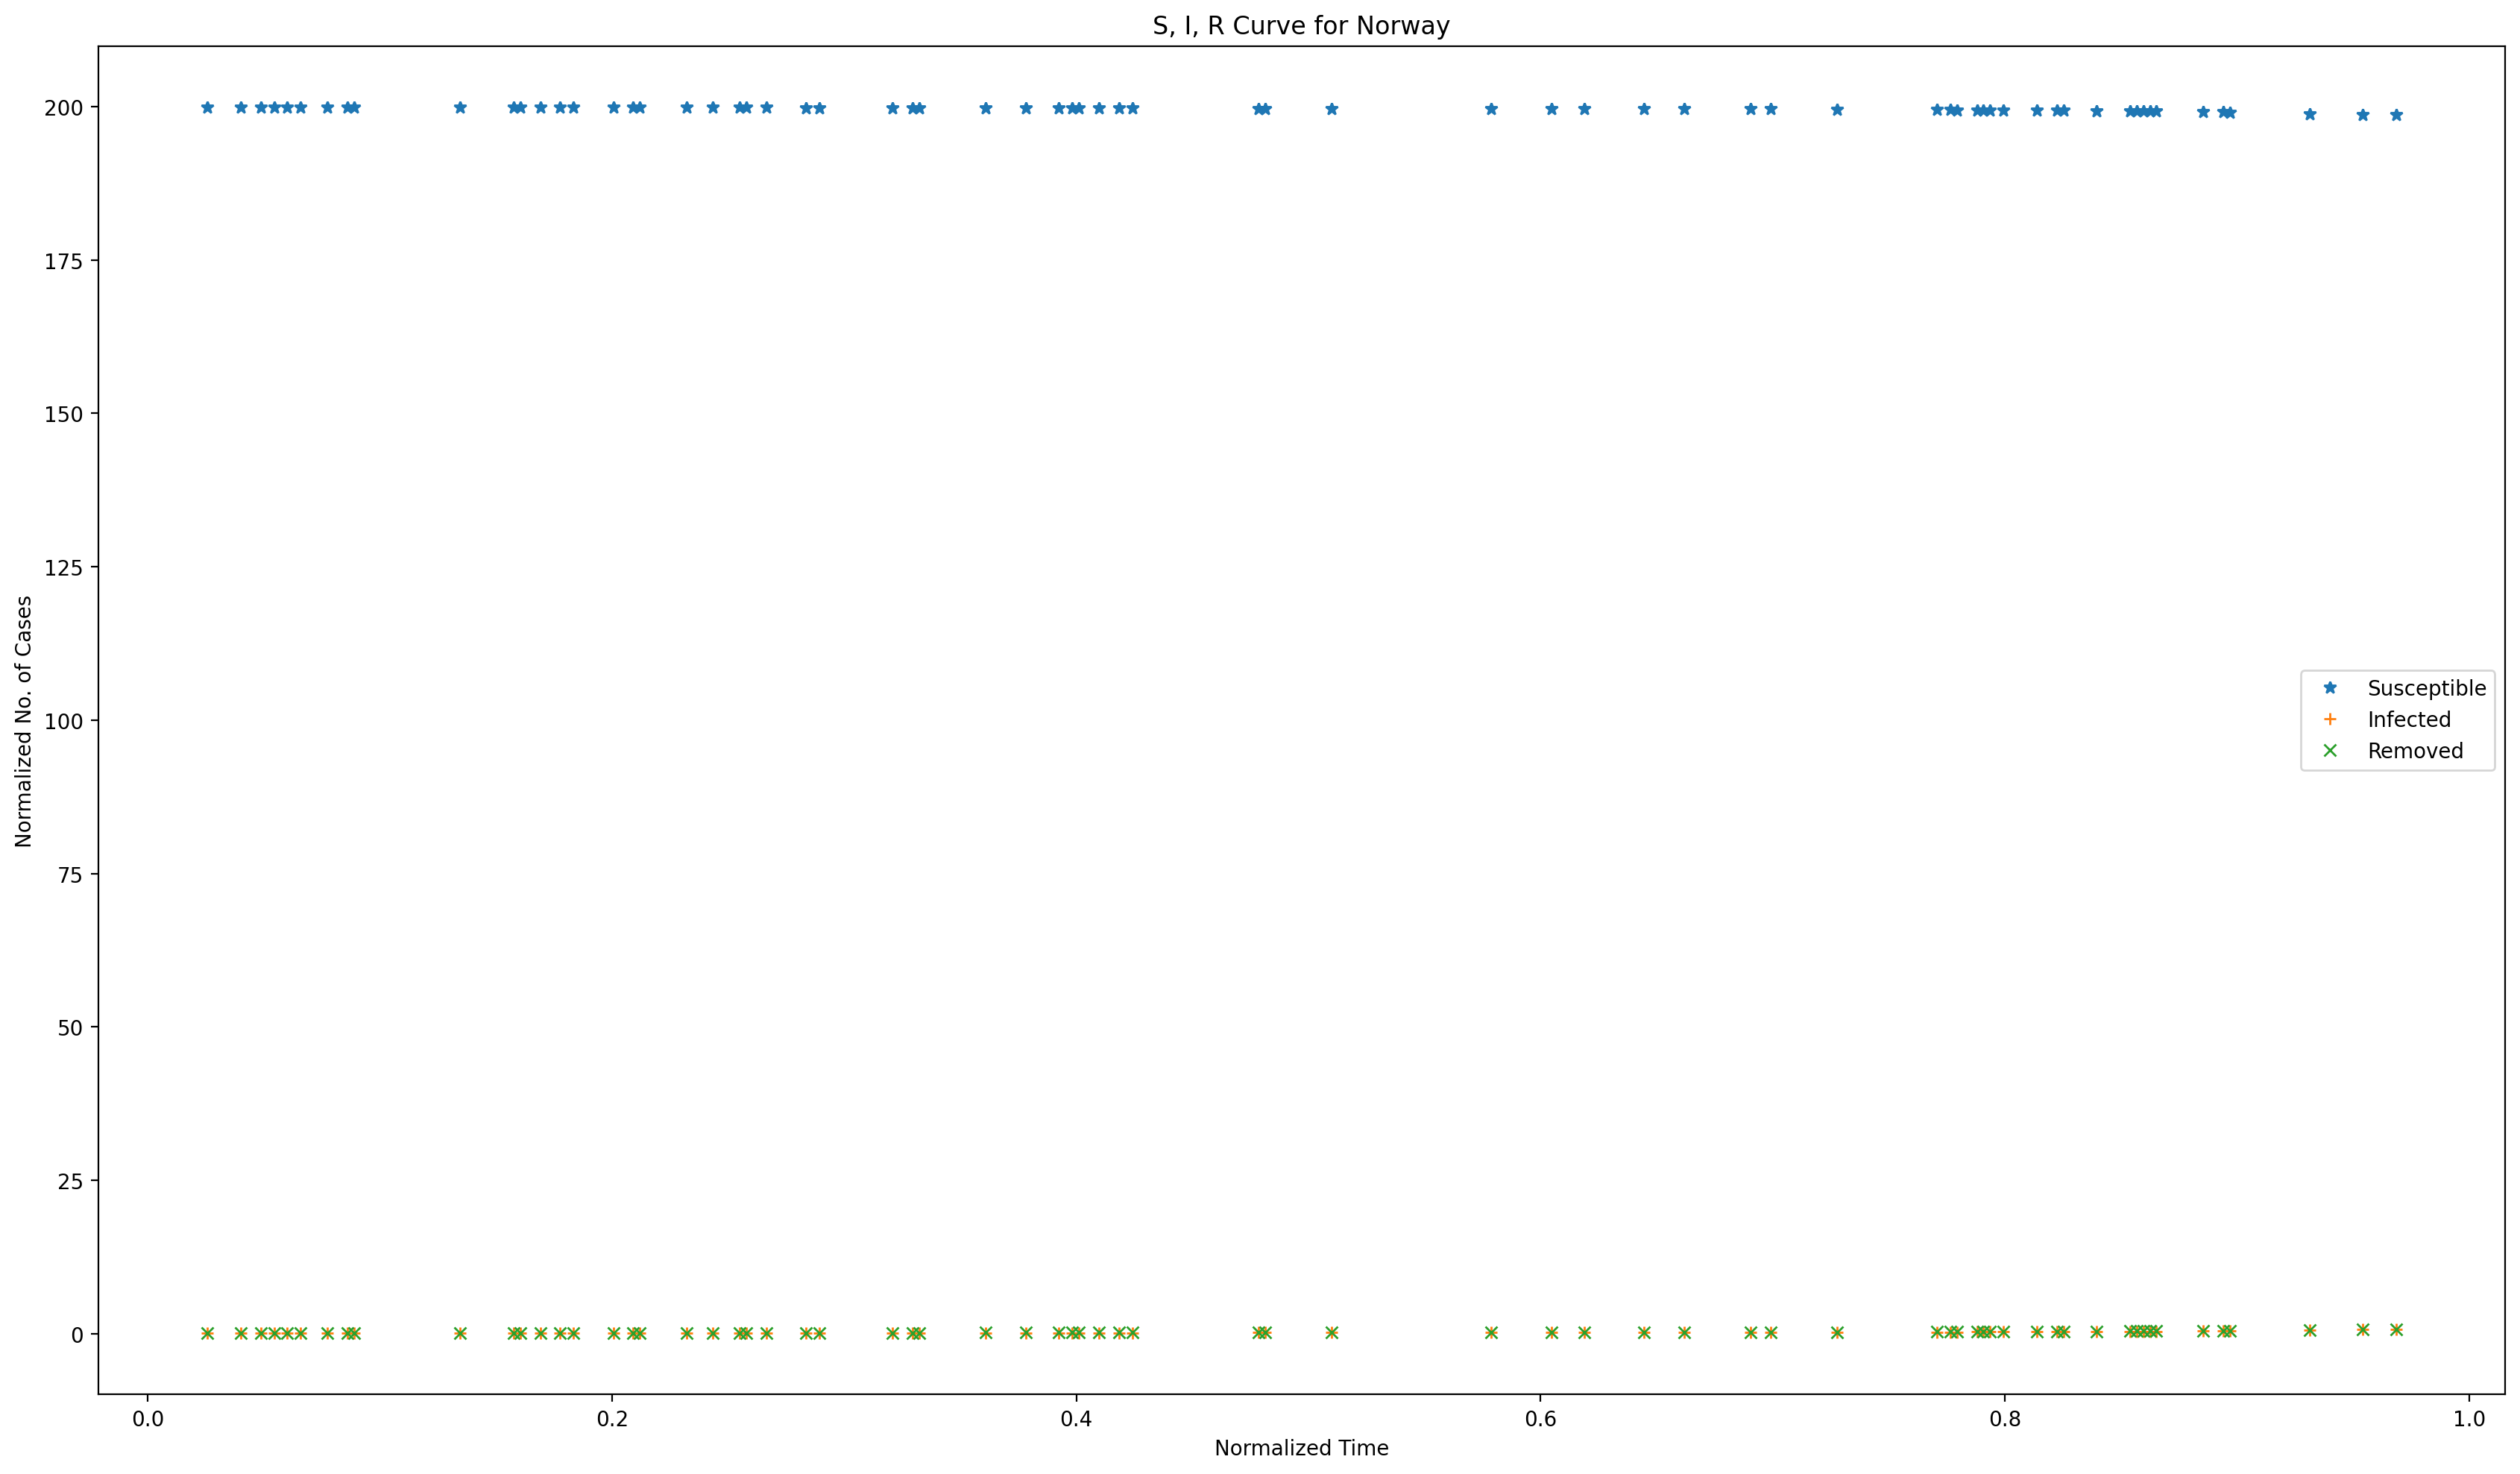 S, I, R Curve for Norway
Normalized No. of Cases
200
175
150
125
100
75
50
25
0
Susceptible
Infected
Removed
0.0 0.2 0.4 0.6 0.8 1.0
Normalized Time